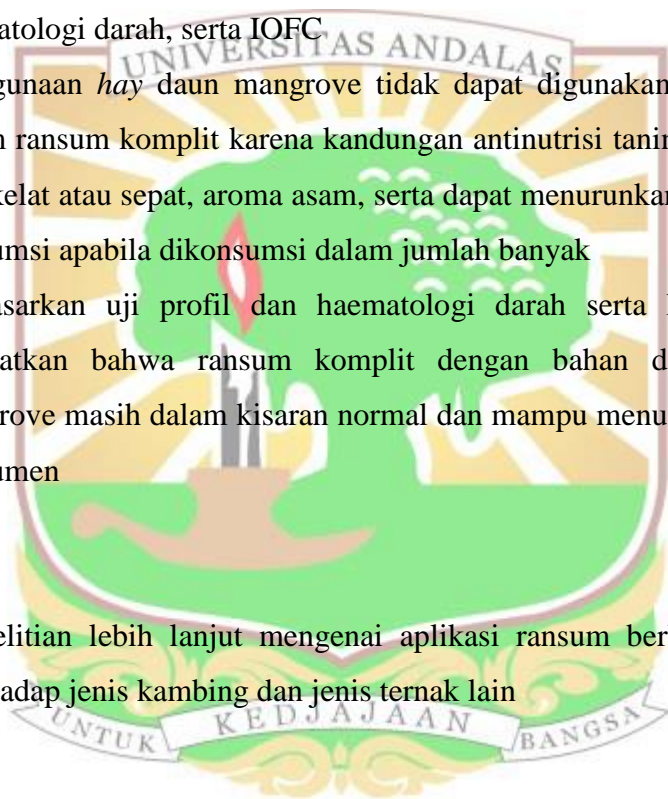 matologi darah, serta IOFC
UNIVERSITAS ANDALAS
gunaan hay daun mangrove tidak dapat digunakan
ransum komplit karena kandungan antinutrisi tanin
kelat atau sepat, aroma asam, serta dapat menurunkan
umsi apabila dikonsumsi dalam jumlah banyak
asarkan uji profil dan haematologi darah serta
atkan bahwa ransum komplit dengan bahan d
rove masih dalam kisaran normal dan mampu menu
umen
elitian lebih lanjut mengenai aplikasi ransum ber
adap jenis kambing dan jenis ternak lain
UNTUK KEDJAJAAN BANGSA